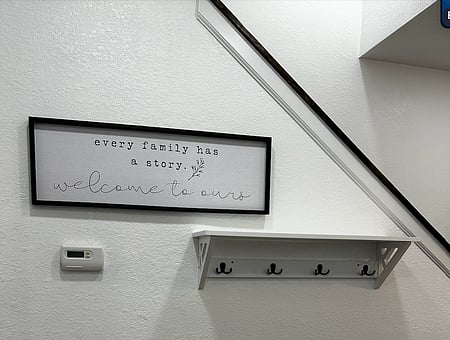 every family has
a story.
welcome to ours